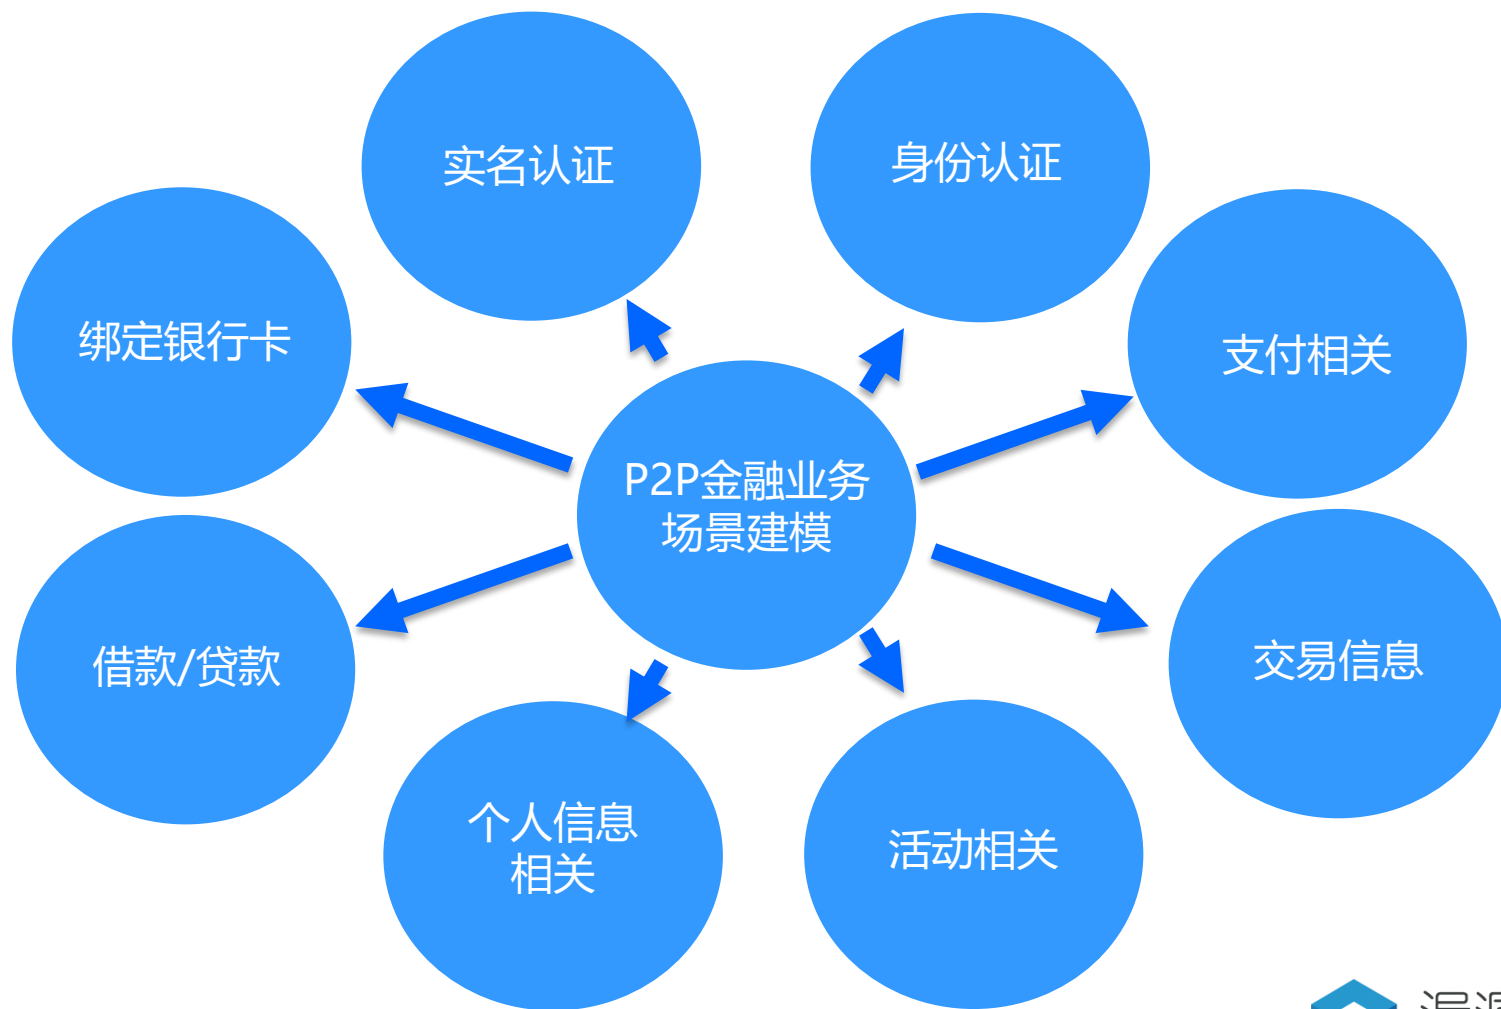 实名认证
身份认证
绑定银行卡
支付相关
P2P金融业务
场景建模
借款/贷款
交易信息
个人信息
相关
活动相关